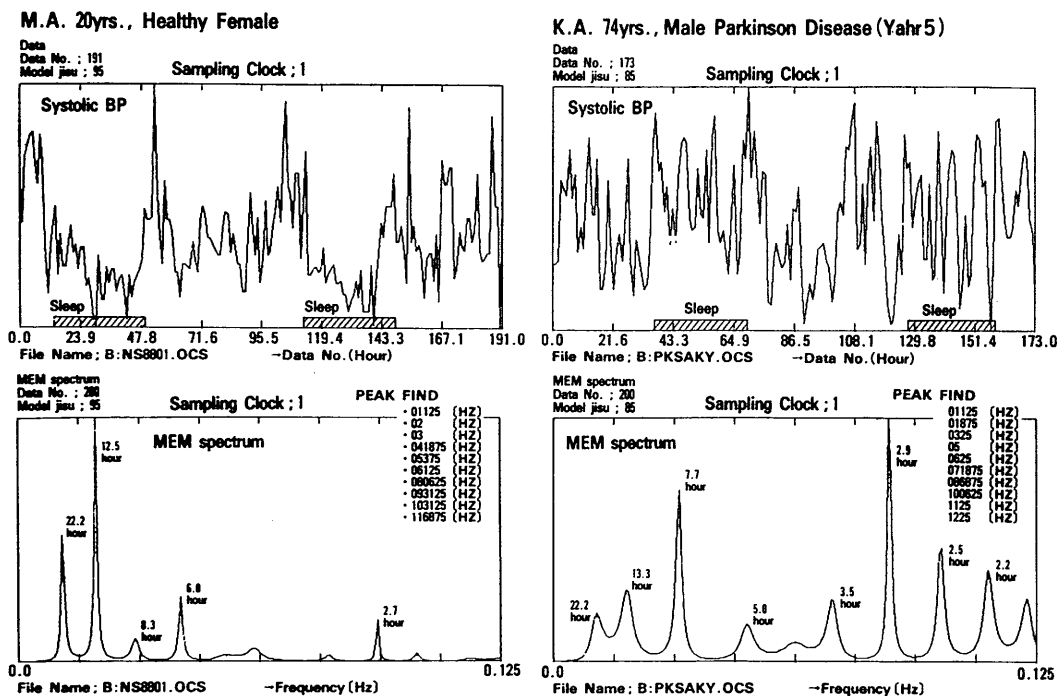 M.A. 20yrs., Healthy Female
Data
Data No. ; 191
Model jisu ; 95
Sampling Clock ; 1
Systolic BP
Sleep
Sleep
0.0 23.9 47.8 71.6 95.5 119.4 143.3 167.1 191.0
File Name ; B:NS8801.OCS →Data No.(Hour)
MEM spectrum
Data No. ; 200
Model jisu ; 95
Sampling Clock ; 1
PEAK FIND
·01125 (HZ)
·02 (HZ)
·03 (HZ)
·041875 (HZ)
·05375 (HZ)
·06125 (HZ)
·080625 (HZ)
·093125 (HZ)
·103125 (HZ)
·116875 (HZ)
MEM spectrum
12.5
hour
22.2
hour
8.3
hour
6.0
hour
2.7
hour
0.0 0.125
File Name ; B:NS8801.OCS →Frequency(Hz)
K.A. 74yrs., Male Parkinson Disease (Yahr 5)
Data
Data No. ; 173
Model jisu ; 85
Sampling Clock ; 1
Systolic BP
Sleep
Sleep
0.0 21.6 43.3 64.9 86.5 108.1 129.8 151.4 173.0
File Name ; B:PKSAKY.OCS →Data No.(Hour)
MEM spectrum
Data No. ; 200
Model jisu ; 85
Sampling Clock ; 1
PEAK FIND
01125 (HZ)
01875 (HZ)
0325 (HZ)
05 (HZ)
0625 (HZ)
071875 (HZ)
086875 (HZ)
100625 (HZ)
1125 (HZ)
1225 (HZ)
MEM spectrum
22.2
hour
13.3
hour
7.7
hour
5.0
hour
3.5
hour
2.9
hour
2.5
hour
2.2
hour
0.0 0.125
File Name ; B:PKSAKY.OCS →Frequency(Hz)